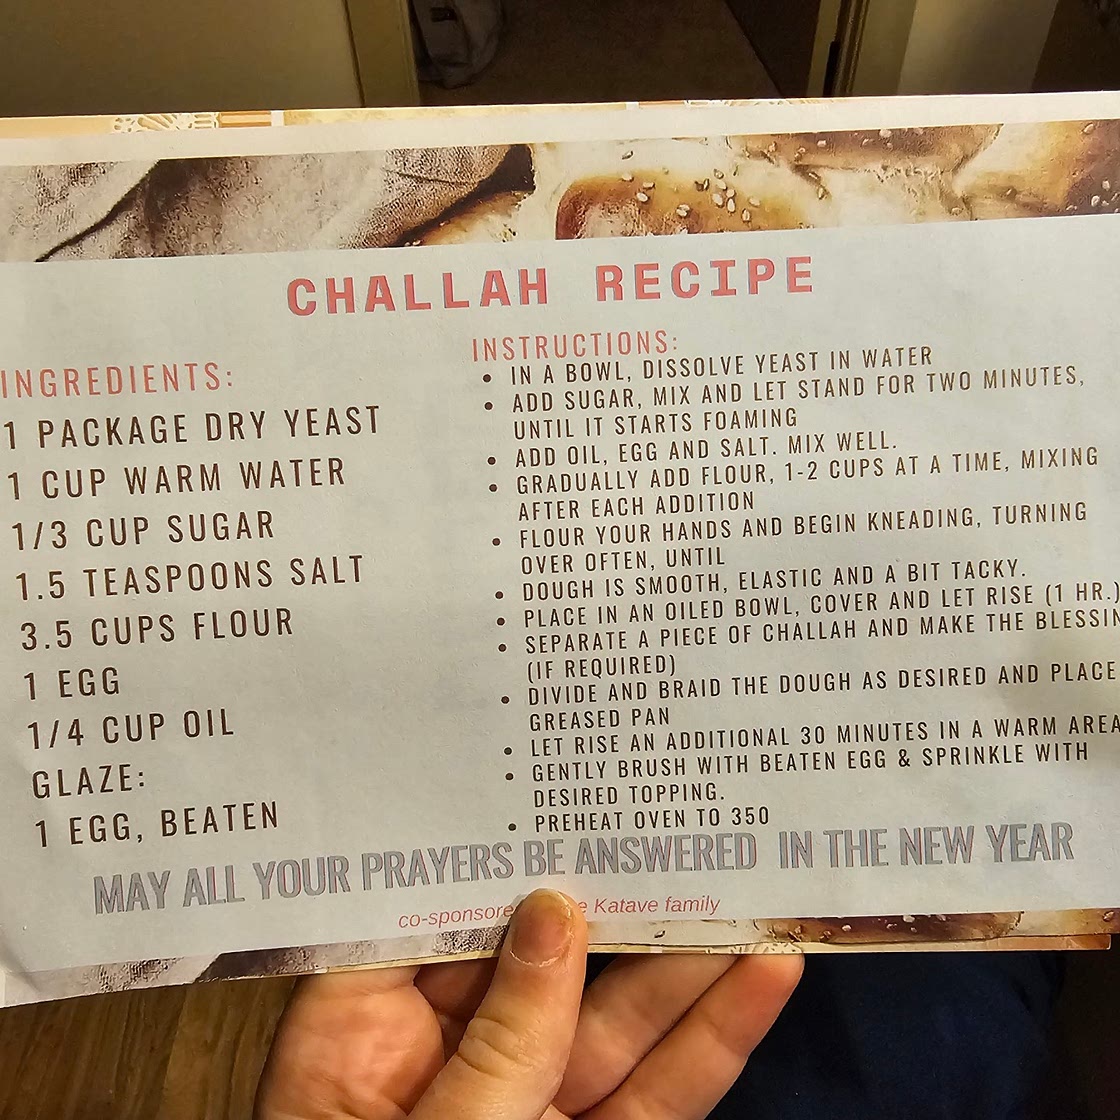 CHALLAH RECIPE
INGREDIENTS:
1 PACKAGE DRY YEAST
1 CUP WARM WATER
1/3 CUP SUGAR
1.5 TEASPOONS SALT
3.5 CUPS FLOUR
1 EGG
1/4 CUP OIL
GLAZE:
1 EGG, BEATEN
INSTRUCTIONS:
• IN A BOWL, DISSOLVE YEAST IN WATER
• ADD SUGAR, MIX AND LET STAND FOR TWO MINUTES,
UNTIL IT STARTS FOAMING
• ADD OIL, EGG AND SALT. MIX WELL.
• GRADUALLY ADD FLOUR, 1-2 CUPS AT A TIME, MIXING
AFTER EACH ADDITION
• FLOUR YOUR HANDS AND BEGIN KNEADING, TURNING
OVER OFTEN, UNTIL
• DOUGH IS SMOOTH, ELASTIC AND A BIT TACKY.
• PLACE IN AN OILED BOWL, COVER AND LET RISE (1 HR.)
• SEPARATE A PIECE OF CHALLAH AND MAKE THE
(IF REQUIRED)
• DIVIDE AND BRAID THE DOUGH AS DESIRED AND PLACE
GREASED PAN
• LET RISE AN ADDITIONAL 30 MINUTES IN A WARM AREA
• GENTLY BRUSH WITH BEATEN EGG & SPRINKLE WITH
DESIRED TOPPING.
• PREHEAT OVEN TO 350
MAY ALL YOUR PRAYERS BE ANSWERED IN THE NEW YEAR
Katave family